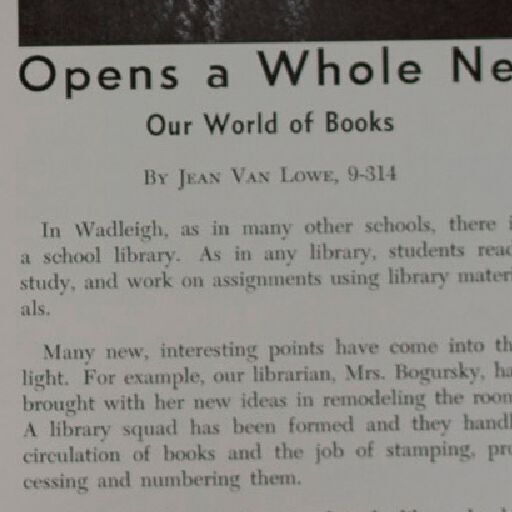 Opens a Whole Ne
Our World of Books
By Jean Van Lowe, 9-314
In Wadleigh, as in many other schools, there i
a school library. As in any library, students read
study, and work on assignments using library materi
als.
Many new, interesting points have come into th
light. For example, our librarian, Mrs. Bogursky, ha
brought with her new ideas in remodeling the room
A library squad has been formed and they handl
circulation of books and the job of stamping, pro
cessing and numbering them.